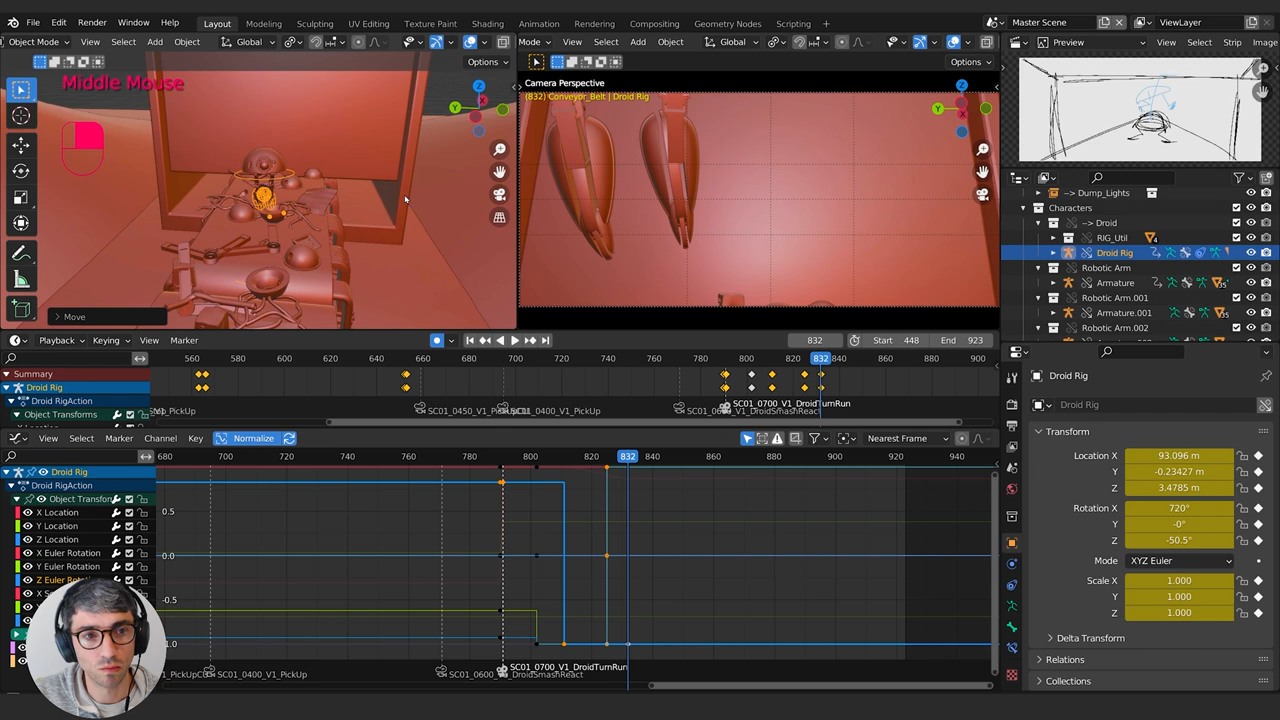 File Edit Render Window Help Layout Modeling Sculpting UV Editing Texture Paint Shading Animation Rendering Compositing Geometry Nodes Scripting + Master Scene ViewLayer
Object Mode View Select Add Object Global
Mode View Select Add Object Global
Preview View Select Strip
Options
Options
Middle Mouse
Camera Perspective
(832) Conveyor_Belt | Droid Rig
Z
X
Y
Z
Y
X
Move
--> Dump_Lights
Characters
--> Droid
RIG_Util
Droid Rig
Robotic Arm
Armature
Robotic Arm.001
Armature.001
Robotic Arm.002
Playback Keying View Marker 832 Start 448 End 923
560 580 600 620 640 660 680 700 720 740 760 780 800 820 832 840 860 880 900
Summary
Droid Rig
Droid RigAction
Object Transforms
SC01_0450_V1_Pi
SC01_0400_V1_PickUp
SC01_0700_V1_DroidTurnRun
View Select Marker Channel Key Normalize Nearest Frame
680 700 720 740 760 780 800 820 832 840 860 880 900 920 940
Droid Rig
Droid RigAction
Object Transforms
X Location
Y Location
Z Location
X Euler Rotation
Y Euler Rotation
Z Euler Rotation
0.5
0.0
-0.5
SC01_0400_V1_PickUp
SC01_0600_
DroidSmashReact
SC01_0700_V1_DroidTurnRun
Droid Rig
Droid Rig
Transform
Location X 93.096 m
Y -0.23427 m
Z 3.4785 m
Rotation X 720°
Y -0°
Z -50.5°
Mode XYZ Euler
Scale X 1.000
Y 1.000
Z 1.000
Delta Transform
Relations
Collections